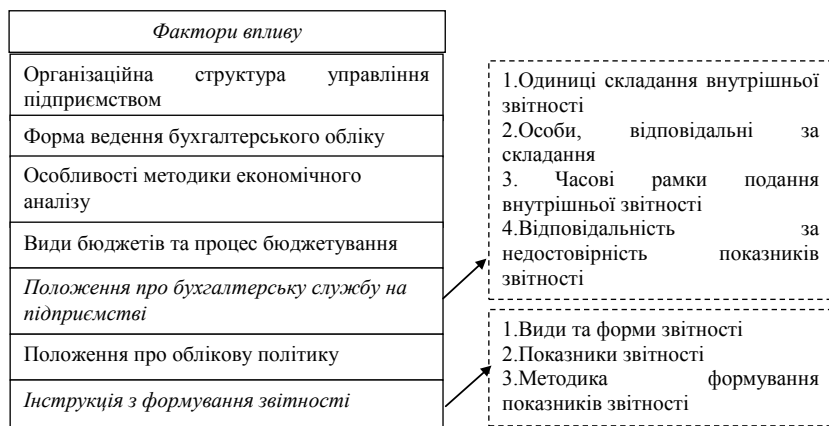 Фактори впливу
Організаційна структура управління
підприємством
Форма ведення бухгалтерського обліку
Особливості методики економічного
аналізу
Види бюджетів та процес бюджетування
Положення про бухгалтерську службу на
підприємстві
Положення про облікову політику
Інструкція з формування звітності
1.Одиниці складання внутрішньої
звітності
2.Особи, відповідальні за
складання
3. Часові рамки подання
внутрішньої звітності
4.Відповідальність за
недостовірність показників
звітності
1.Види та форми звітності
2.Показники звітності
3.Методика формування
показників звітності